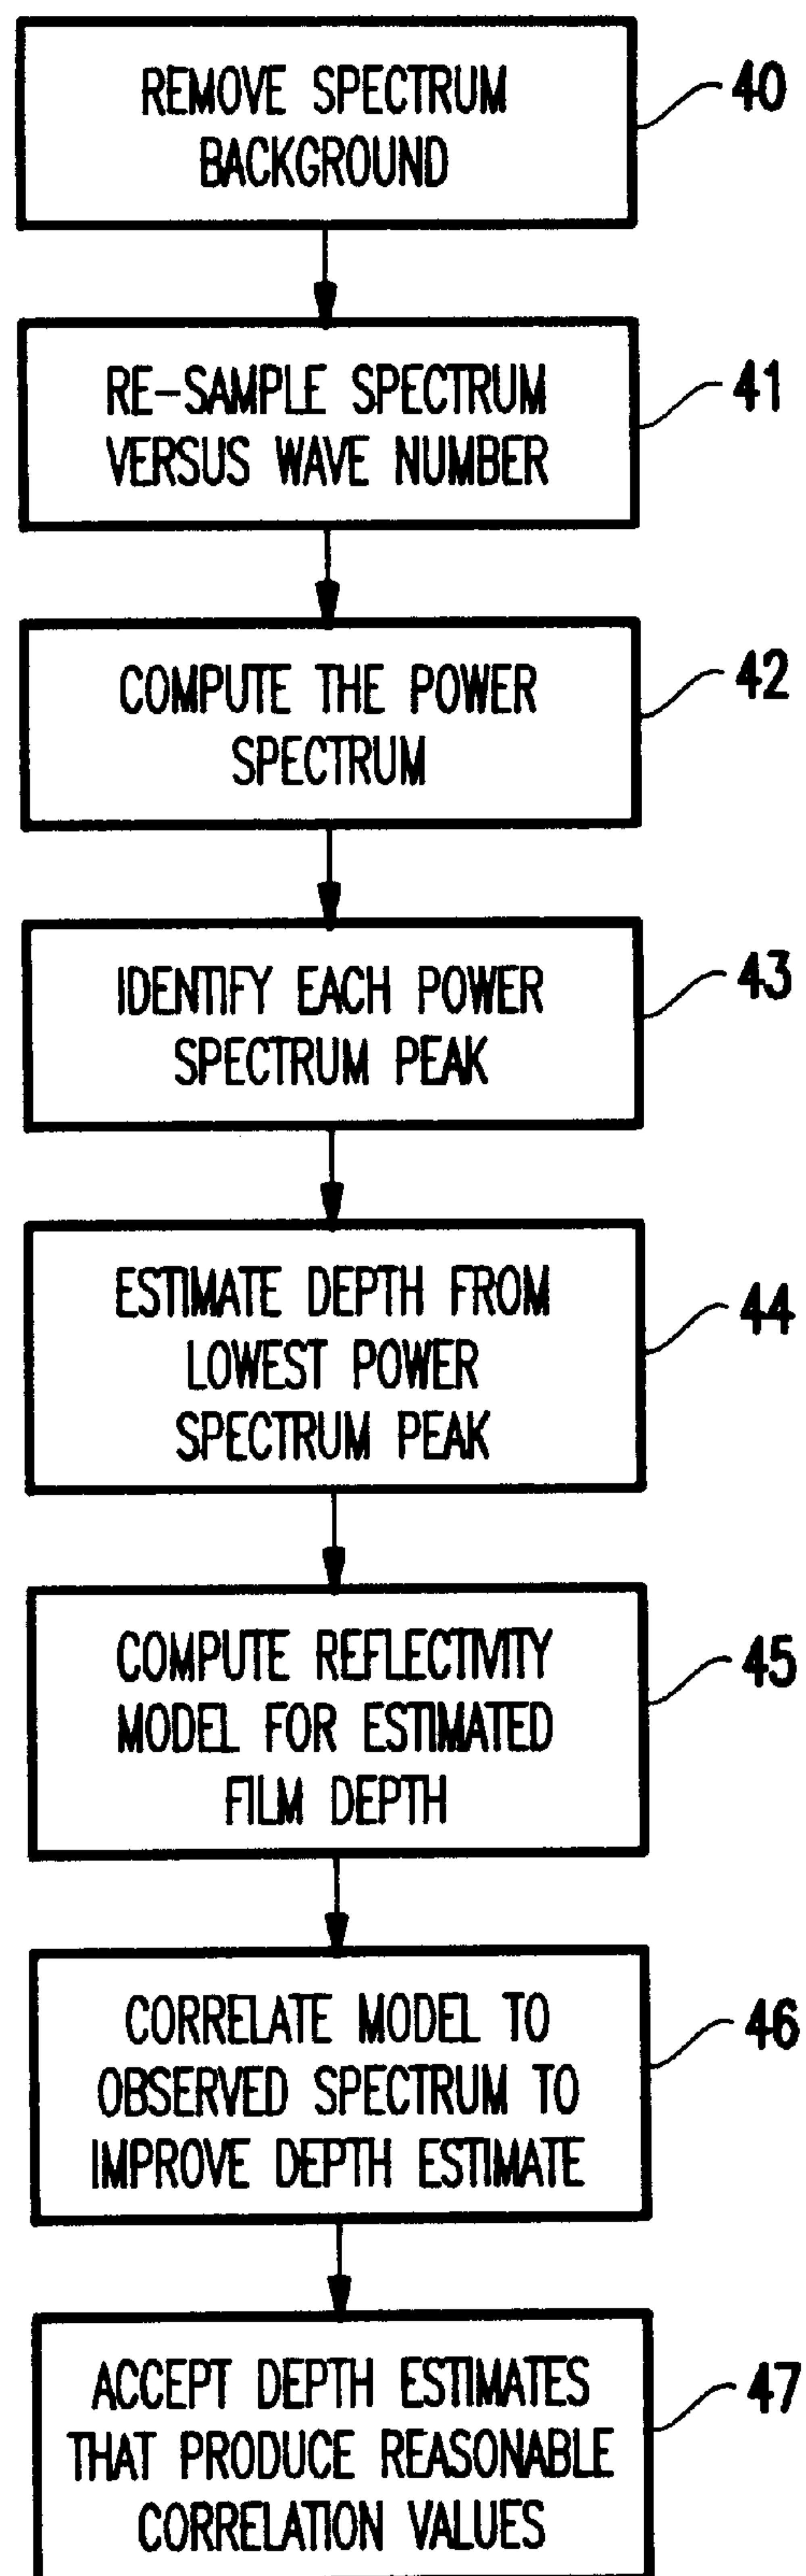 REMOVE SPECTRUM
BACKGROUND
40
RE-SAMPLE SPECTRUM
VERSUS WAVE NUMBER
41
COMPUTE THE POWER
SPECTRUM
42
IDENTIFY EACH POWER
SPECTRUM PEAK
43
ESTIMATE DEPTH FROM
LOWEST POWER
SPECTRUM PEAK
44
COMPUTE REFLECTIVITY
MODEL FOR ESTIMATED
FILM DEPTH
45
CORRELATE MODEL TO
OBSERVED SPECTRUM TO
IMPROVE DEPTH ESTIMATE
46
ACCEPT DEPTH ESTIMATES
THAT PRODUCE REASONABLE
CORRELATION VALUES
47